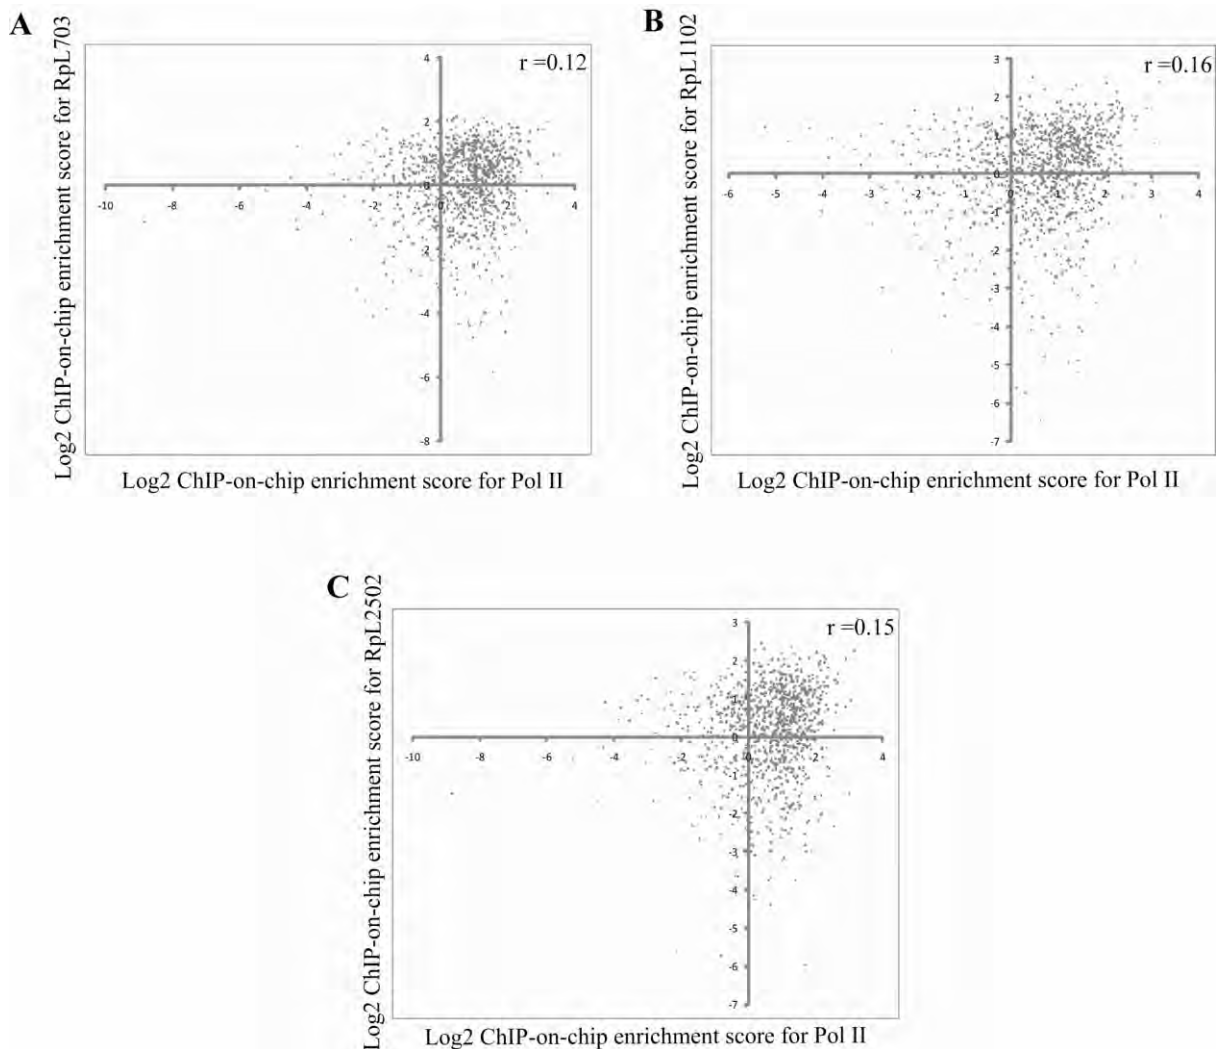 A
Log2 ChIP-on-chip enrichment score for RpL703
r =0.12
4
2
0
-2
-4
-6
-8
-10 -8 -6 -4 -2 0 2 4
Log2 ChIP-on-chip enrichment score for Pol II
B
Log2 ChIP-on-chip enrichment score for RpL1102
r =0.16
3
2
1
0
-1
-2
-3
-4
-5
-6
-7
-6 -5 -4 -3 -2 -1 0 1 2 3 4
Log2 ChIP-on-chip enrichment score for Pol II
C
Log2 ChIP-on-chip enrichment score for RpL2502
r =0.15
3
2
1
0
-1
-2
-3
-4
-5
-6
-7
-10 -8 -6 -4 -2 0 2 4
Log2 ChIP-on-chip enrichment score for Pol II